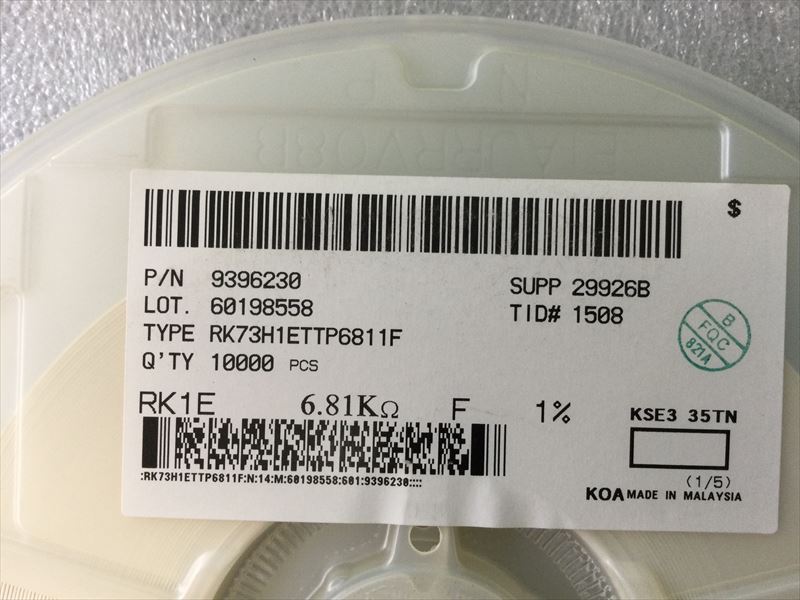 $
P/N 9396230
SUPP 29926B
LOT. 60198558
TID# 1508
TYPE RK73H1ETTP6811F
Q'TY 10000 PCS
B
FQC
821A
RK1E 6.81KΩ F 1%
KSE3 35TN
:RK73H1ETTP6811F:N:14:M:60198558:601:9396230::::
(1/5)
KOA MADE IN MALAYSIA